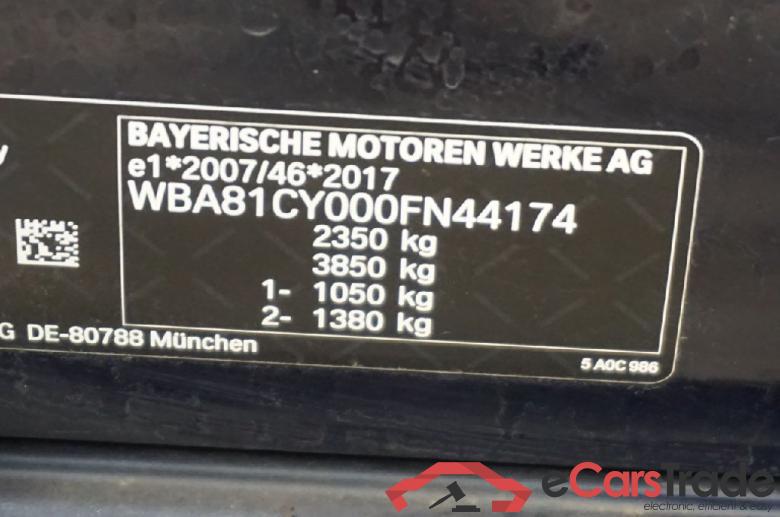 BAYERISCHE MOTOREN WERKE AG
e1*2007/46*2017
WBA81CY000FN44174
2350 kg
3850 kg
1- 1050 kg
2- 1380 kg
G DE-80788 München
5 A0C 986
eCarsTrade
electronic, efficient & easy